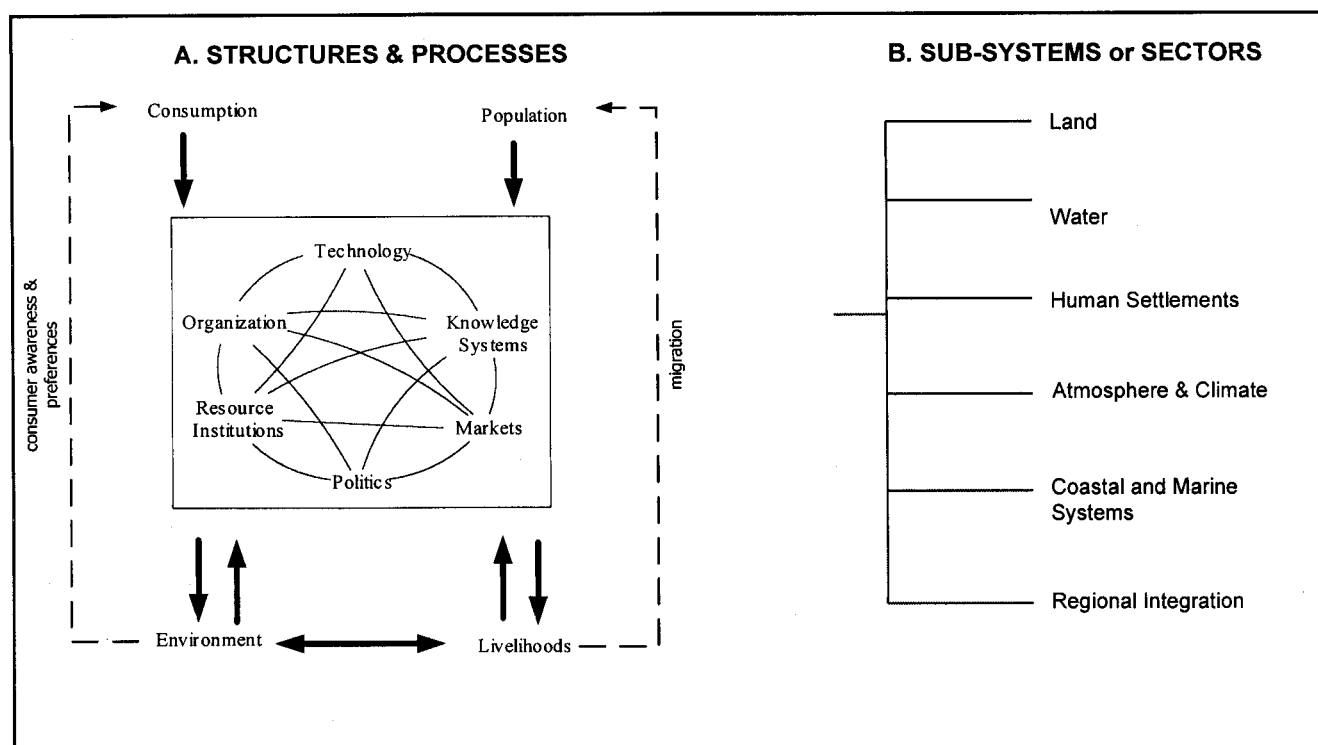 A. STRUCTURES & PROCESSES
Consumption
Population
Technology
Organization
Knowledge
Systems
Resource
Institutions
Markets
Politics
Environment
Livelihoods
consumer awareness &
preferences
migration
B. SUB-SYSTEMS or SECTORS
Land
Water
Human Settlements
Atmosphere & Climate
Coastal and Marine
Systems
Regional Integration